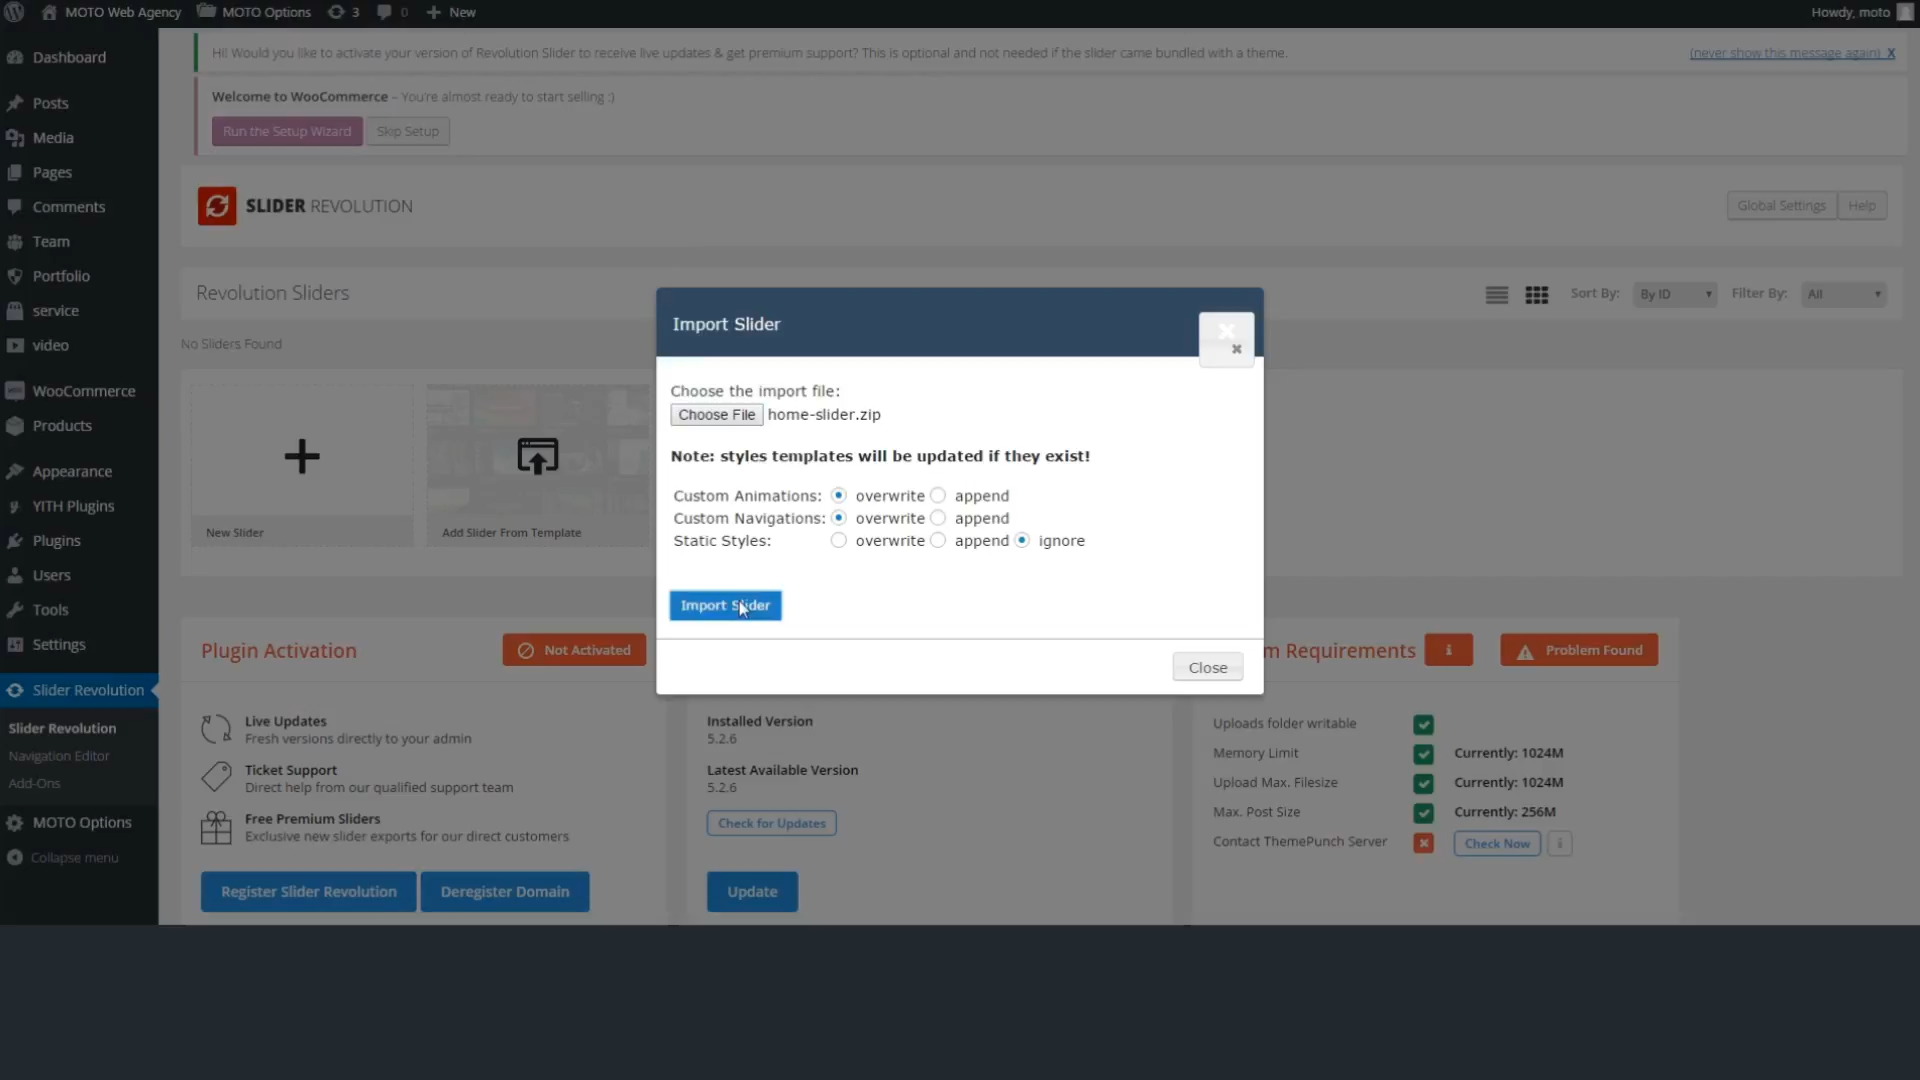 MOTO Web Agency MOTO Options 3 0 New Howdy, moto
Dashboard
Posts
Media
Pages
Comments
Team
Portfolio
service
video
WooCommerce
Products
Appearance
YITH Plugins
Plugins
Users
Tools
Settings
Slider Revolution
Slider Revolution
Navigation Editor
Add-Ons
MOTO Options
Collapse menu
Hi! Would you like to activate your version of Revolution Slider to receive live updates & get premium support? This is optional and not needed if the slider came bundled with a theme. (never show this message again) X
Welcome to WooCommerce – You're almost ready to start selling :)
Run the Setup Wizard Skip Setup
SLIDER REVOLUTION Global Settings Help
Revolution Sliders Sort By: By ID Filter By: All
No Sliders Found
New Slider Add Slider From Template
Import Slider
Choose the import file:
Choose File home-slider.zip
Note: styles templates will be updated if they exist!
Custom Animations: overwrite append
Custom Navigations: overwrite append
Static Styles: overwrite append ignore
Import Slider
Close
Plugin Activation Not Activated
Live Updates
Fresh versions directly to your admin
Ticket Support
Direct help from our qualified support team
Free Premium Sliders
Exclusive new slider exports for our direct customers
Register Slider Revolution Deregister Domain
Installed Version
5.2.6
Latest Available Version
5.2.6
Check for Updates
Update
m Requirements i Problem Found
Uploads folder writable
Memory Limit Currently: 1024M
Upload Max. Filesize Currently: 1024M
Max. Post Size Currently: 256M
Contact ThemePunch Server Check Now i